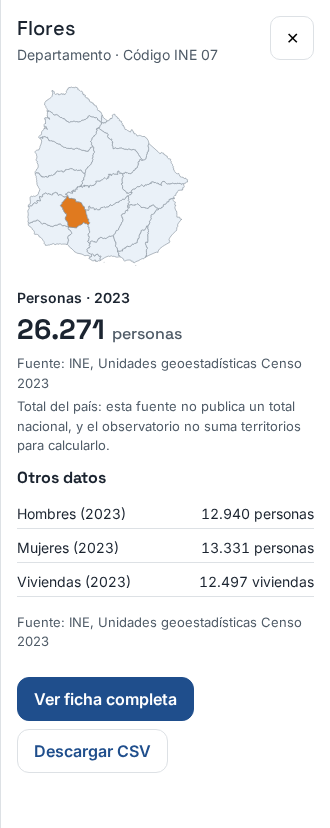 Flores
Departamento · Código INE 07
×
Personas · 2023
26.271 personas
Fuente: INE, Unidades geoestadísticas Censo
2023
Total del país: esta fuente no publica un total
nacional, y el observatorio no suma territorios
para calcularlo.
Otros datos
Hombres (2023) 12.940 personas
Mujeres (2023) 13.331 personas
Viviendas (2023) 12.497 viviendas
Fuente: INE, Unidades geoestadísticas Censo
2023
Ver ficha completa
Descargar CSV